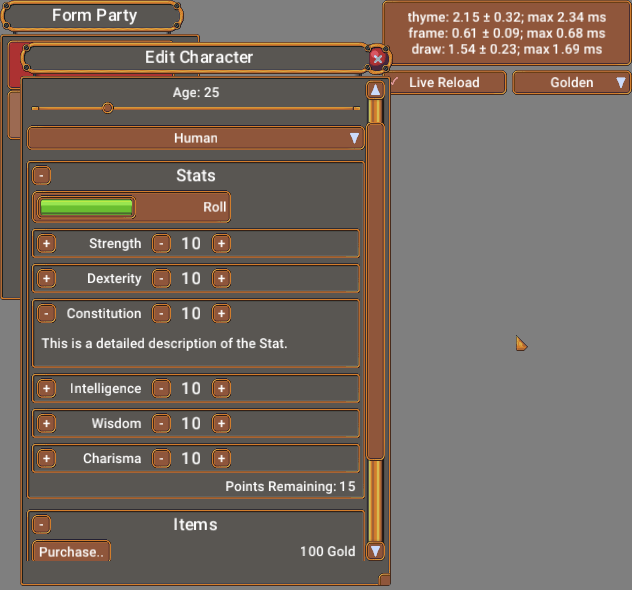 Form Party
thyme: 2.15 ± 0.32; max 2.34 ms
frame: 0.61 ± 0.09; max 0.68 ms
draw: 1.54 ± 0.23; max 1.69 ms
Edit Character
Live Reload
Golden
Age: 25
Human
- Stats
Roll
+ Strength - 10 +
+ Dexterity - 10 +
- Constitution - 10 +
This is a detailed description of the Stat.
+ Intelligence - 10 +
+ Wisdom - 10 +
+ Charisma - 10 +
Points Remaining: 15
- Items
Purchase.. 100 Gold